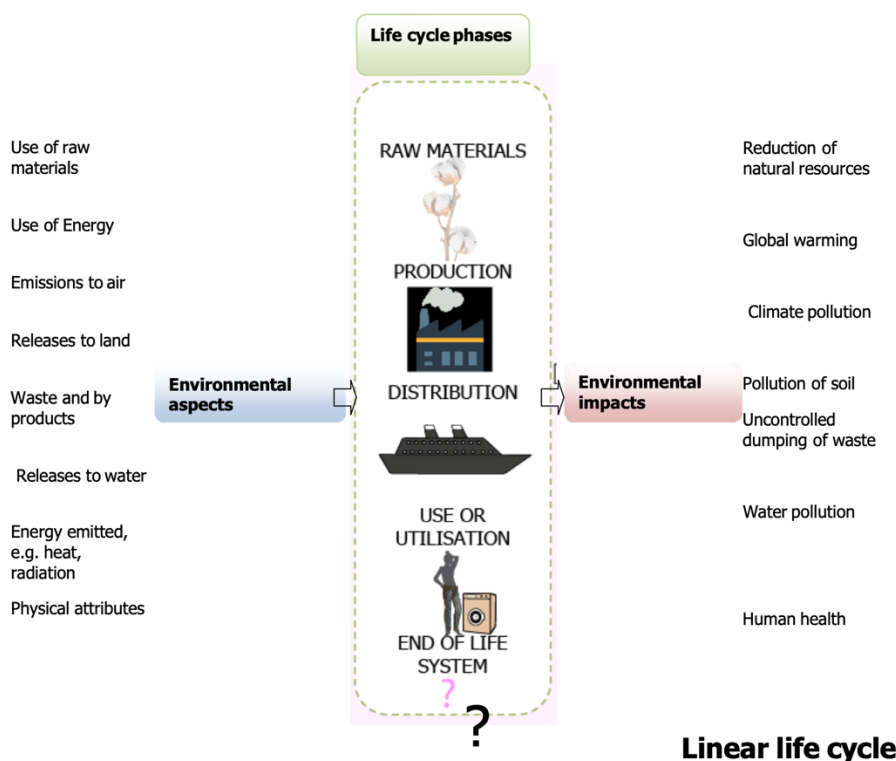 Life cycle phases
Use of raw
materials
Use of Energy
Emissions to air
Releases to land
Waste and by
products
Releases to water
Energy emitted,
e.g. heat,
radiation
Physical attributes
Environmental
aspects
RAW MATERIALS
PRODUCTION
DISTRIBUTION
USE OR
UTILISATION
END OF LIFE
SYSTEM
?
?
Environmental
impacts
Reduction of
natural resources
Global warming
Climate pollution
Pollution of soil
Uncontrolled
dumping of waste
Water pollution
Human health
Linear life cycle